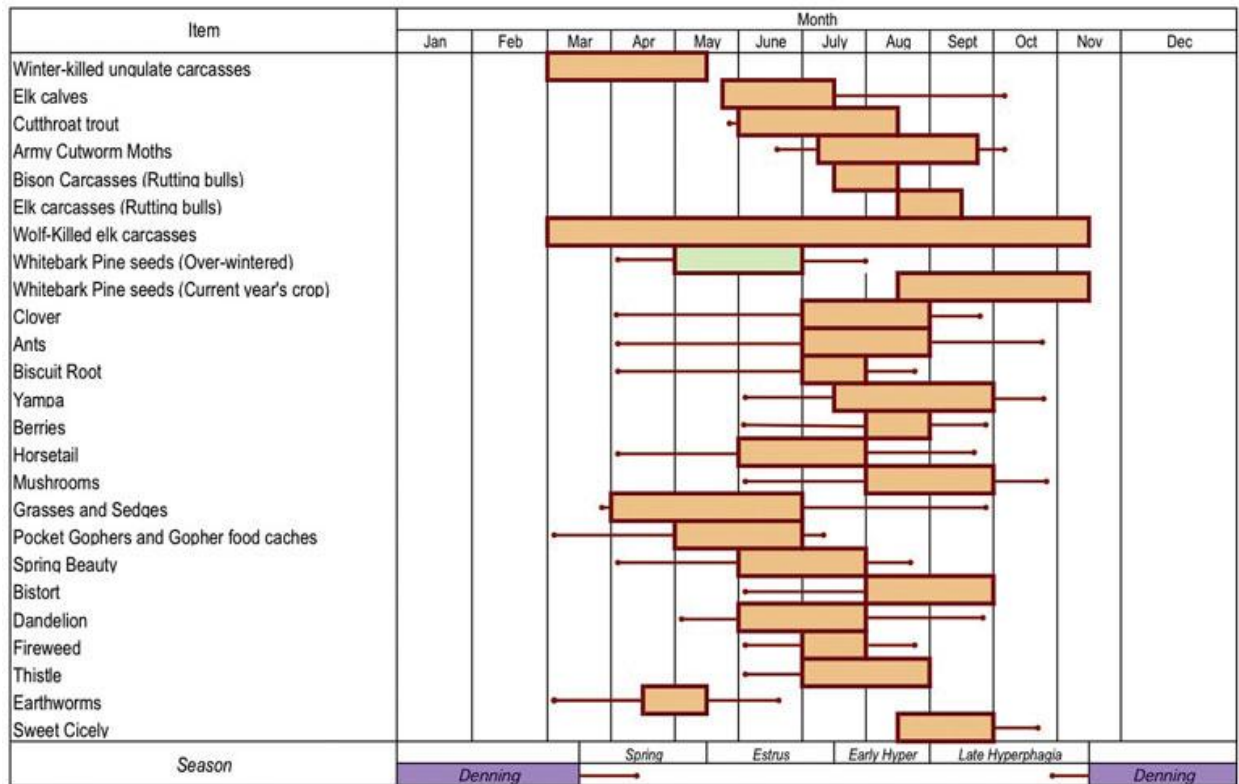 Item
Month
Jan Feb Mar Apr May June July Aug Sept Oct Nov Dec
Winter-killed ungulate carcasses
Elk calves
Cutthroat trout
Army Cutworm Moths
Bison Carcasses (Rutting bulls)
Elk carcasses (Rutting bulls)
Wolf-Killed elk carcasses
Whitebark Pine seeds (Over-wintered)
Whitebark Pine seeds (Current year's crop)
Clover
Ants
Biscuit Root
Yampa
Berries
Horsetail
Mushrooms
Grasses and Sedges
Pocket Gophers and Gopher food caches
Spring Beauty
Bistort
Dandelion
Fireweed
Thistle
Earthworms
Sweet Cicely
Season
Spring Estrus Early Hyper Late Hyperphagia
Denning Denning